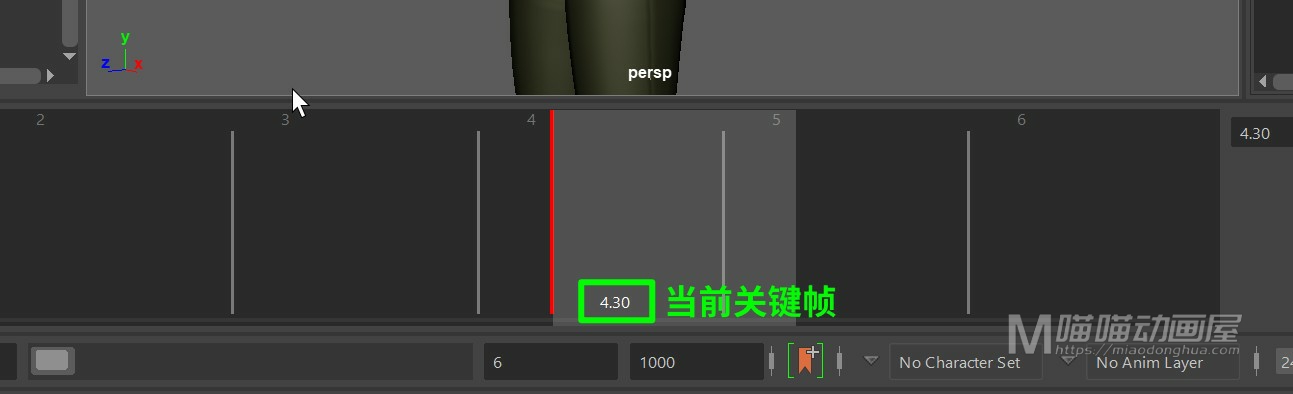 y
z x
persp
2 3 4 5 6
4.30
4.30 当前关键帧
M 喵喵动画屋
https://miaodonghua.com
6 1000 No Character Set No Anim Layer 24